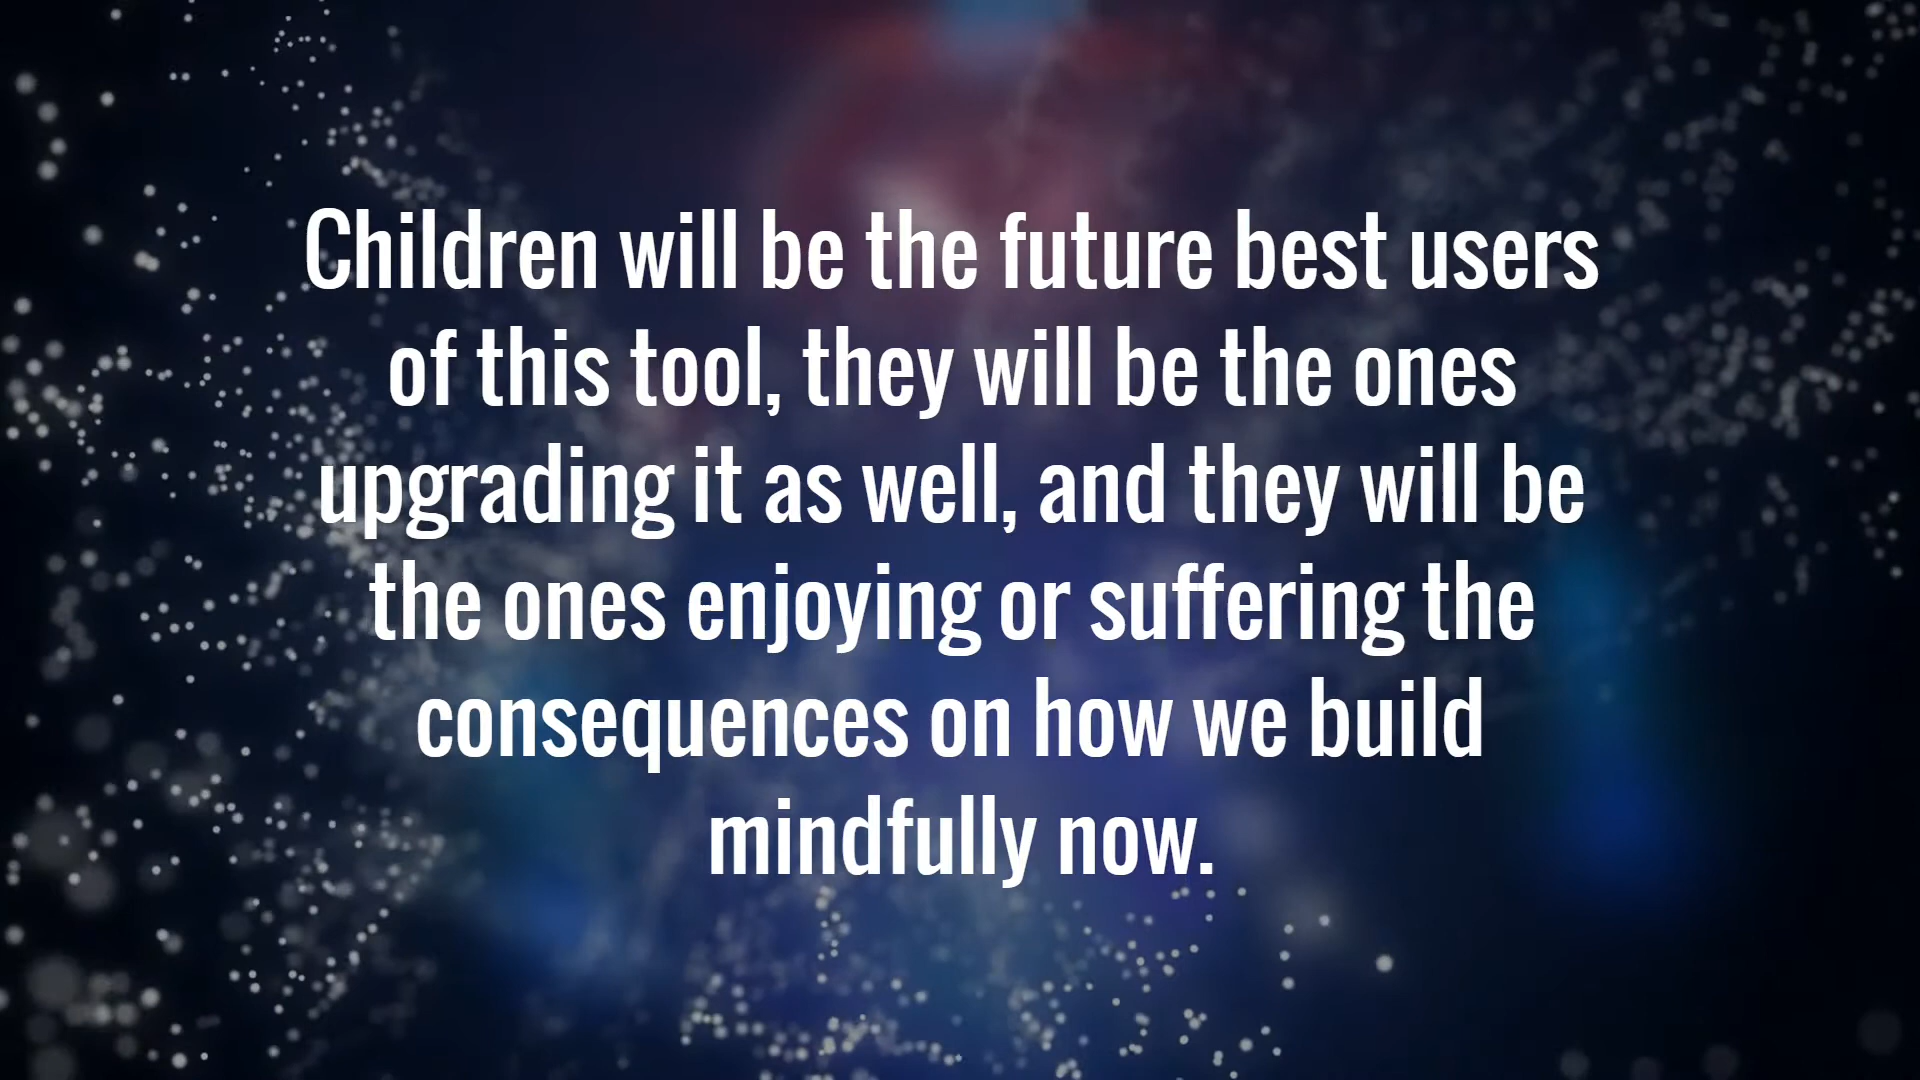 Children will be the future best users
of this tool, they will be the ones
upgrading it as well, and they will be
the ones enjoying or suffering the
consequences on how we build
mindfully now.